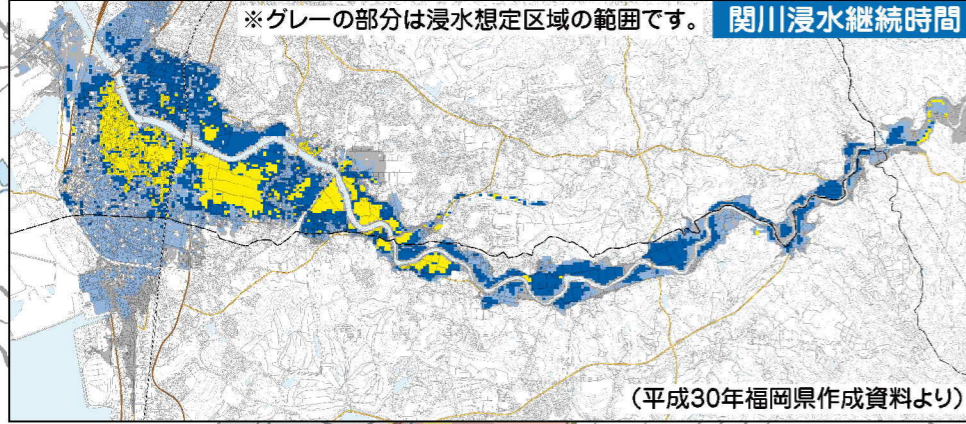 ※グレーの部分は浸水想定区域の範囲です。
関川浸水継続時間
(平成30年福岡県作成資料より)